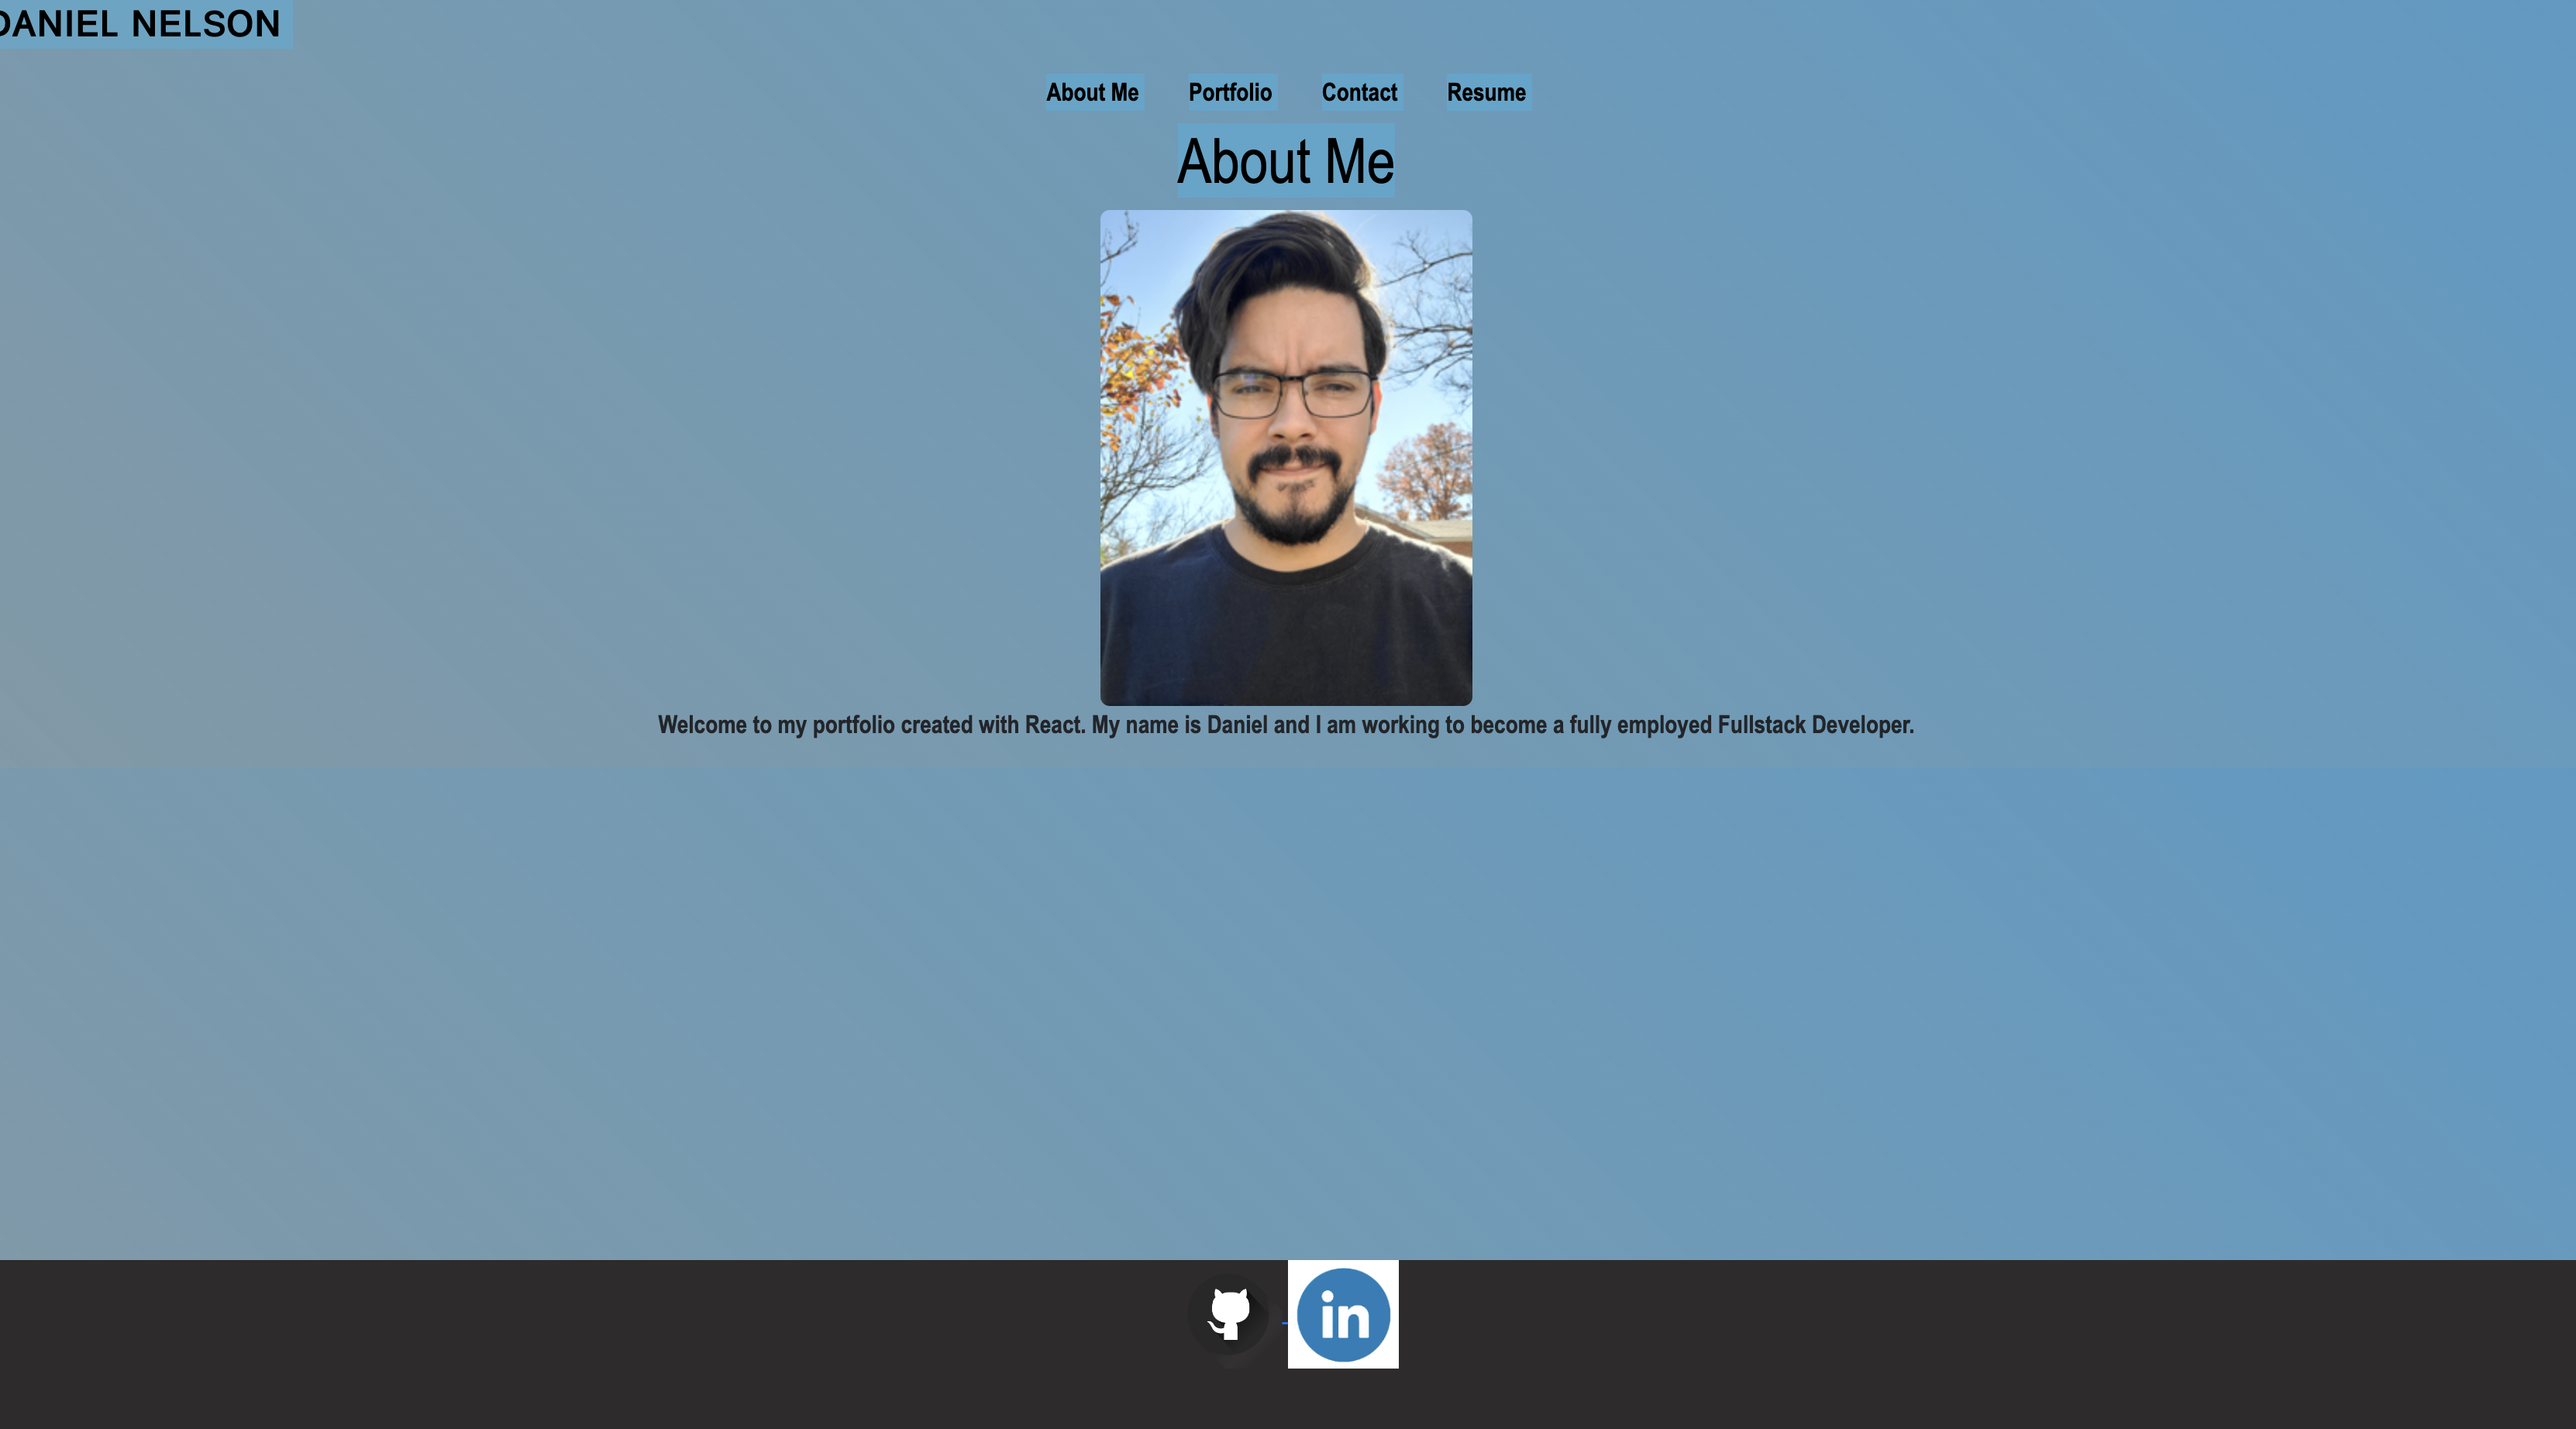 DANIEL NELSON
About Me Portfolio Contact Resume
About Me
Welcome to my portfolio created with React. My name is Daniel and I am working to become a fully employed Fullstack Developer.
in